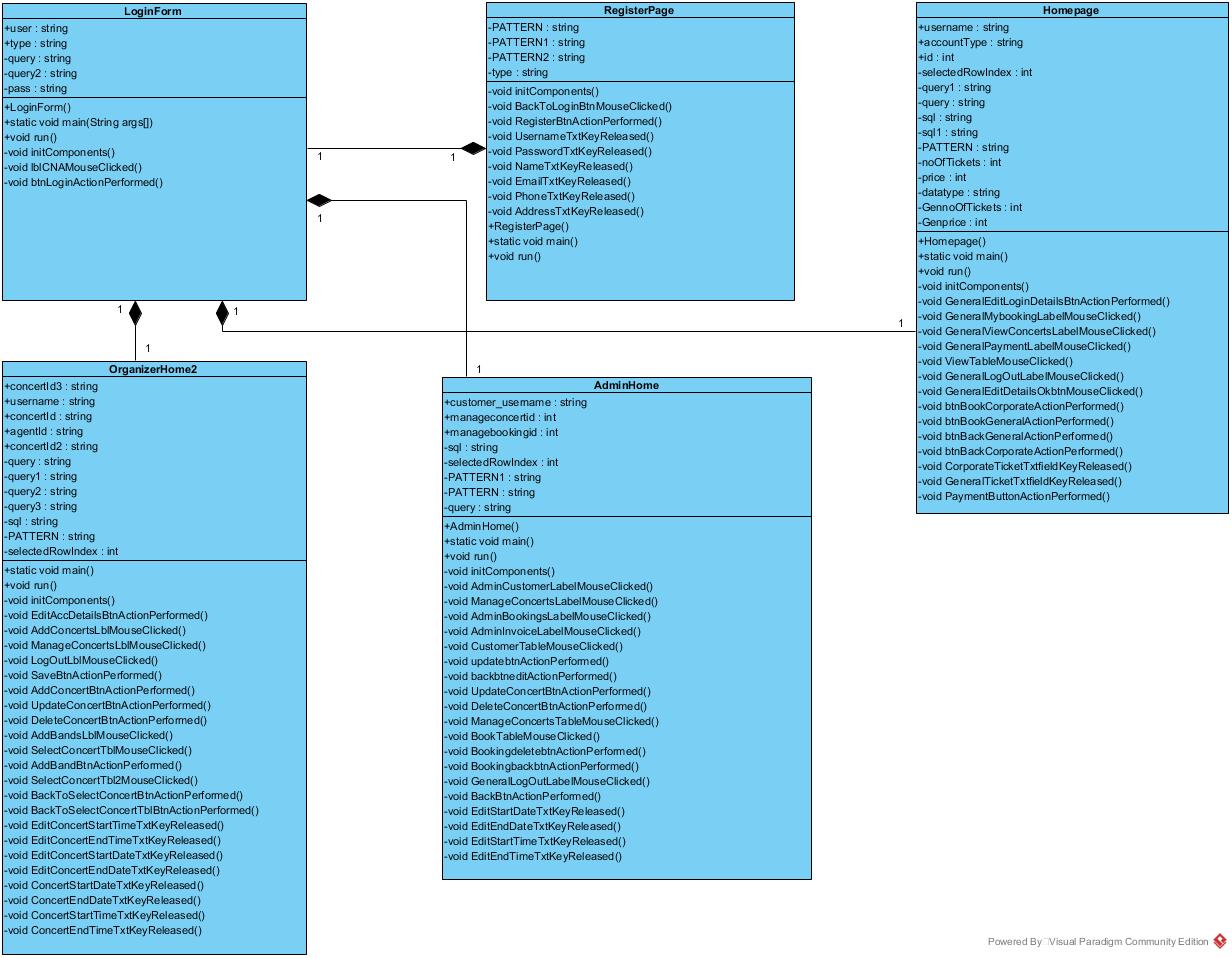 LoginForm
+user : string
+type : string
-query : string
-query2 : string
-pass : string
+LoginForm()
+static void main(String args[])
+void run()
-void initComponents()
-void lblCNAMouseClicked()
-void btnLoginActionPerformed()
RegisterPage
-PATTERN : string
-PATTERN1 : string
-PATTERN2 : string
-type : string
-void initComponents()
-void BackToLoginBtnMouseClicked()
-void RegisterBtnActionPerformed()
-void UsernameTxtKeyReleased()
-void PasswordTxtKeyReleased()
-void NameTxtKeyReleased()
-void EmailTxtKeyReleased()
-void PhoneTxtKeyReleased()
-void AddressTxtKeyReleased()
+RegisterPage()
+static void main()
+void run()
Homepage
+username : string
+accountType : string
+id : int
-selectedRowIndex : int
-query1 : string
-query : string
-sql : string
-sql1 : string
-PATTERN : string
-noOfTickets : int
-price : int
-datatype : string
-GennoOfTickets : int
-Genprice : int
+Homepage()
+static void main()
+void run()
-void initComponents()
-void GeneralEditLoginDetailsBtnActionPerformed()
-void GeneralMybookingLabelMouseClicked()
-void GeneralViewConcertsLabelMouseClicked()
-void GeneralPaymentLabelMouseClicked()
-void ViewTableMouseClicked()
-void GeneralLogOutLabelMouseClicked()
-void GeneralEditDetailsOkbtnMouseClicked()
-void btnBookCorporateActionPerformed()
-void btnBookGeneralActionPerformed()
-void btnBackGeneralActionPerformed()
-void btnBackCorporateActionPerformed()
-void CorporateTicketTxtfieldKeyReleased()
-void GeneralTicketTxtfieldKeyReleased()
-void PaymentButtonActionPerformed()
1
1
1
1
1
1
1
1
OrganizerHome2
+concertId3 : string
+username : string
+concertId : string
+agentId : string
+concertId2 : string
-query : string
-query1 : string
-query2 : string
-query3 : string
-sql : string
-PATTERN : string
-selectedRowIndex : int
+static void main()
+void run()
-void initComponents()
-void EditAccDetailsBtnActionPerformed()
-void AddConcertsLblMouseClicked()
-void ManageConcertsLblMouseClicked()
-void LogOutLblMouseClicked()
-void SaveBtnActionPerformed()
-void AddConcertBtnActionPerformed()
-void UpdateConcertBtnActionPerformed()
-void DeleteConcertBtnActionPerformed()
-void AddBandsLblMouseClicked()
-void SelectConcertTblMouseClicked()
-void AddBandBtnActionPerformed()
-void SelectConcertTbl2MouseClicked()
-void BackToSelectConcertBtnActionPerformed()
-void BackToSelectConcertTblBtnActionPerformed()
-void EditConcertStartTimeTxtKeyReleased()
-void EditConcertEndTimeTxtKeyReleased()
-void EditConcertStartDateTxtKeyReleased()
-void EditConcertEndDateTxtKeyReleased()
-void ConcertStartDateTxtKeyReleased()
-void ConcertEndDateTxtKeyReleased()
-void ConcertStartTimeTxtKeyReleased()
-void ConcertEndTimeTxtKeyReleased()
AdminHome
+customer_username : string
+manageconcertid : int
+managebookingid : int
-sql : string
-selectedRowIndex : int
-PATTERN1 : string
-PATTERN : string
-query : string
+AdminHome()
+static void main()
+void run()
-void initComponents()
-void AdminCustomerLabelMouseClicked()
-void ManageConcertsLabelMouseClicked()
-void AdminBookingsLabelMouseClicked()
-void AdminInvoiceLabelMouseClicked()
-void CustomerTableMouseClicked()
-void updatebtnActionPerformed()
-void backbtneditActionPerformed()
-void UpdateConcertBtnActionPerformed()
-void DeleteConcertBtnActionPerformed()
-void ManageConcertsTableMouseClicked()
-void BookTableMouseClicked()
-void BookingdeletebtnActionPerformed()
-void BookingbackbtnActionPerformed()
-void GeneralLogOutLabelMouseClicked()
-void BackBtnActionPerformed()
-void EditStartDateTxtKeyReleased()
-void EditEndDateTxtKeyReleased()
-void EditStartTimeTxtKeyReleased()
-void EditEndTimeTxtKeyReleased()
Powered By Visual Paradigm Community Edition